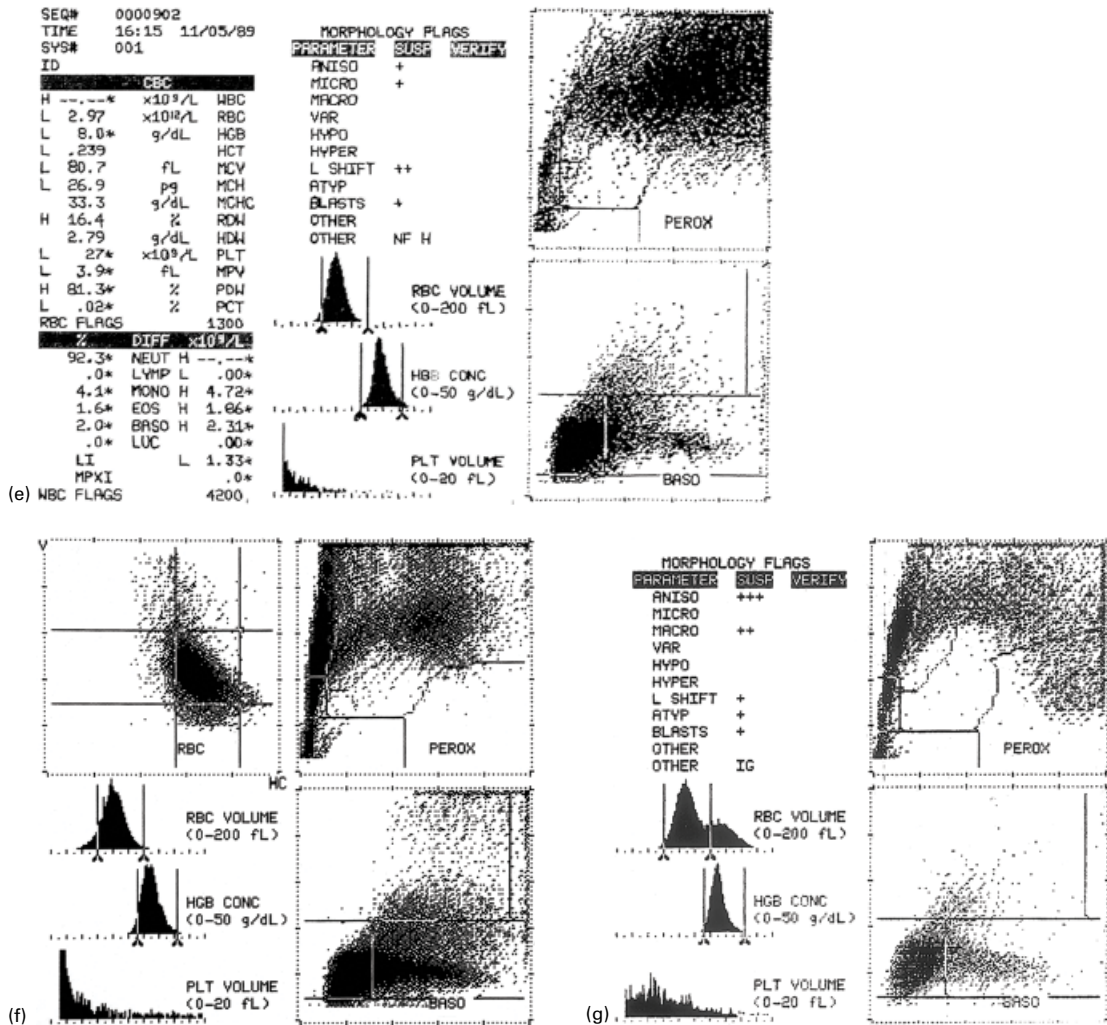 SEQ# 0000902
TIME 16:15 11/05/89
SYS# 001
ID
CBC
H --.--* x10⁹/L WBC
L 2.97 x10¹²/L RBC
L 8.0* g/dL HGB
L .239 HCT
L 80.7 fL MCV
L 26.9 pg MCH
33.3 g/dL MCHC
H 16.4 % RDW
2.79 g/dL HDW
L 27* x10⁹/L PLT
L 3.9* fL MPV
H 81.3* % PDW
L .02* % PCT
RBC FLAGS 1300
% DIFF x10⁹/L
92.3* NEUT H --.--*
.0* LYMP L .00*
4.1* MONO H 4.72*
1.6* EOS H 1.86*
2.0* BASO H 2.31*
.0* LUC .00*
LI L 1.33*
MPXI .0*
WBC FLAGS 4200
(e)
MORPHOLOGY FLAGS
PARAMETER SUSP VERIFY
ANISO +
MICRO +
MACRO
VAR
HYPO
HYPER
L SHIFT ++
ATYP
BLASTS +
OTHER
OTHER NF H
RBC VOLUME
(0-200 fL)
HGB CONC
(0-50 g/dL)
PLT VOLUME
(0-20 fL)
PEROX
BASO
V
RBC
HC
PEROX
RBC VOLUME
(0-200 fL)
HGB CONC
(0-50 g/dL)
PLT VOLUME
(0-20 fL)
BASO
(f)
MORPHOLOGY FLAGS
PARAMETER SUSP VERIFY
ANISO +++
MICRO
MACRO ++
VAR
HYPO
HYPER
L SHIFT +
ATYP +
BLASTS +
OTHER
OTHER IG
RBC VOLUME
(0-200 fL)
HGB CONC
(0-50 g/dL)
PLT VOLUME
(0-20 fL)
PEROX
BASO
(g)